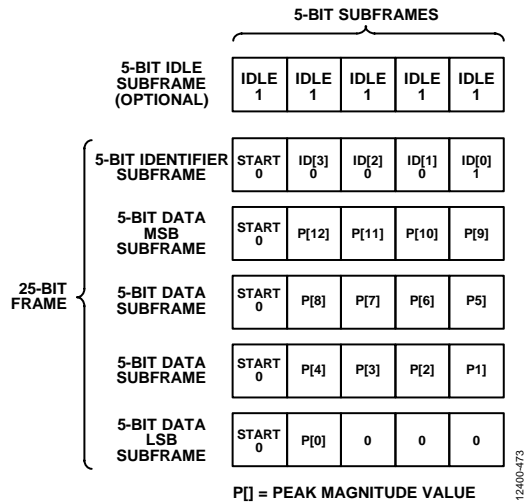 5-BIT SUBFRAMES
5-BIT IDLE
SUBFRAME
(OPTIONAL)
IDLE
1
IDLE
1
IDLE
1
IDLE
1
IDLE
1
25-BIT
FRAME
5-BIT IDENTIFIER
SUBFRAME
START
0
ID[3]
0
ID[2]
0
ID[1]
0
ID[0]
1
5-BIT DATA
MSB
SUBFRAME
START
0
P[12]
P[11]
P[10]
P[9]
5-BIT DATA
SUBFRAME
START
0
P[8]
P[7]
P[6]
P5]
5-BIT DATA
SUBFRAME
START
0
P[4]
P[3]
P[2]
P1]
5-BIT DATA
LSB
SUBFRAME
START
0
P[0]
0
0
0
P[] = PEAK MAGNITUDE VALUE
12400-473